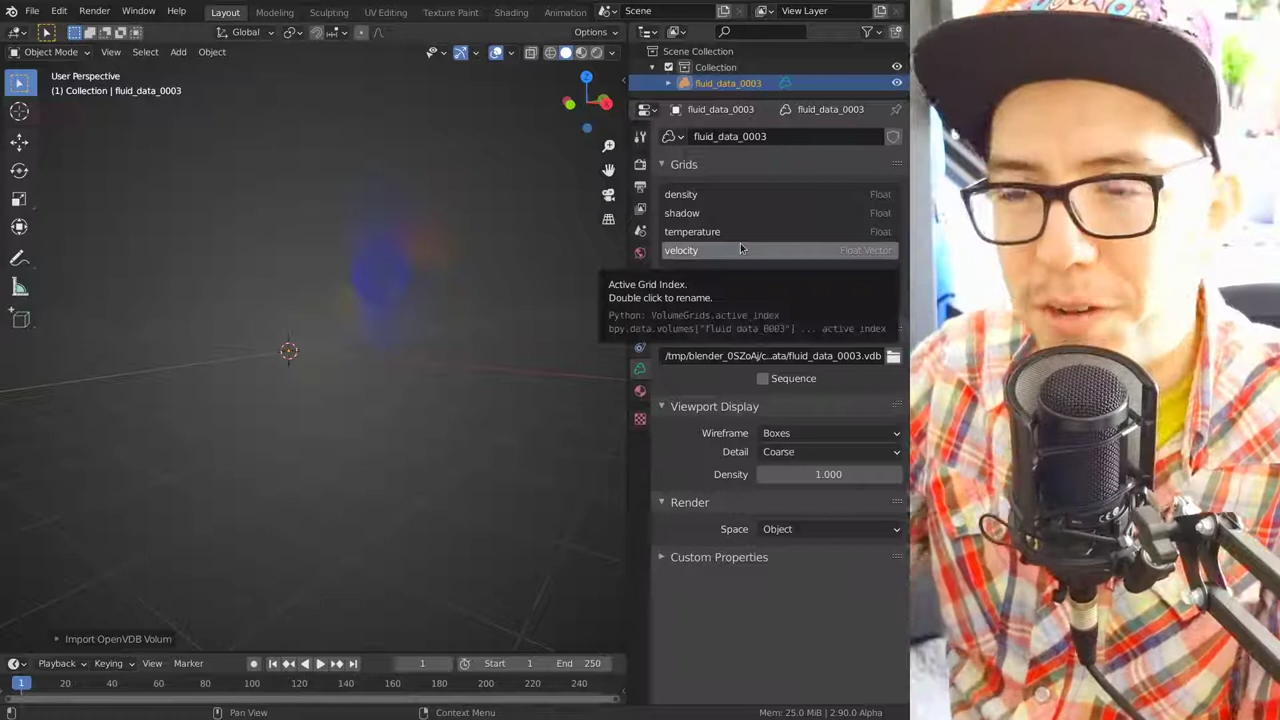 File Edit Render Window Help Layout Modeling Sculpting UV Editing Texture Paint Shading Animation Scene View Layer
Global Options
Object Mode View Select Add Object
User Perspective
(1) Collection | fluid_data_0003
Z
X
Scene Collection
Collection
fluid_data_0003
fluid_data_0003 fluid_data_0003
fluid_data_0003
Grids
density Float
shadow Float
temperature Float
velocity Float Vector
Active Grid Index.
Double click to rename.
Python: VolumeGrids.active_index
bpy.data.volumes["fluid_data_0003"] ... active_index
/tmp/blender_0SZoAj/c...ata/fluid_data_0003.vdb
Sequence
Viewport Display
Wireframe Boxes
Detail Coarse
Density 1.000
Render
Space Object
Custom Properties
Import OpenVDB Volum
Playback Keying View Marker 1 Start 1 End 250
1 20 40 60 80 100 120 140 160 180 200 220 240
Pan View Context Menu Mem: 25.0 MiB | 2.90.0 Alpha